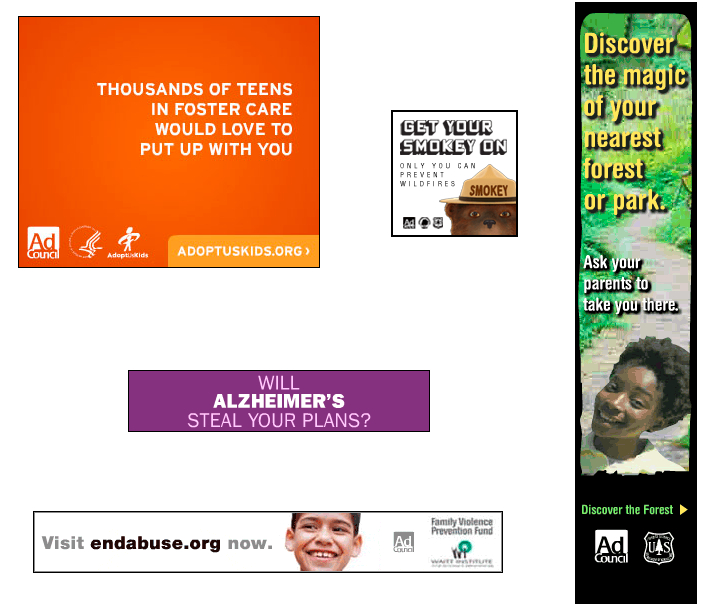 THOUSANDS OF TEENS
IN FOSTER CARE
WOULD LOVE TO
PUT UP WITH YOU
Ad
Council
AdoptUsKids
ADOPTUSKIDS.ORG ›
GET YOUR
SMOKEY ON
ONLY YOU CAN
PREVENT
WILDFIRES
SMOKEY
Ad
Discover
the magic
of your
nearest
forest
or park.
Ask your
parents to
take you there.
Discover the Forest
Ad
Council
U S
WILL
ALZHEIMER'S
STEAL YOUR PLANS?
Visit endabuse.org now.
Ad
Council
Family Violence
Prevention Fund
WAITT INSTITUTE